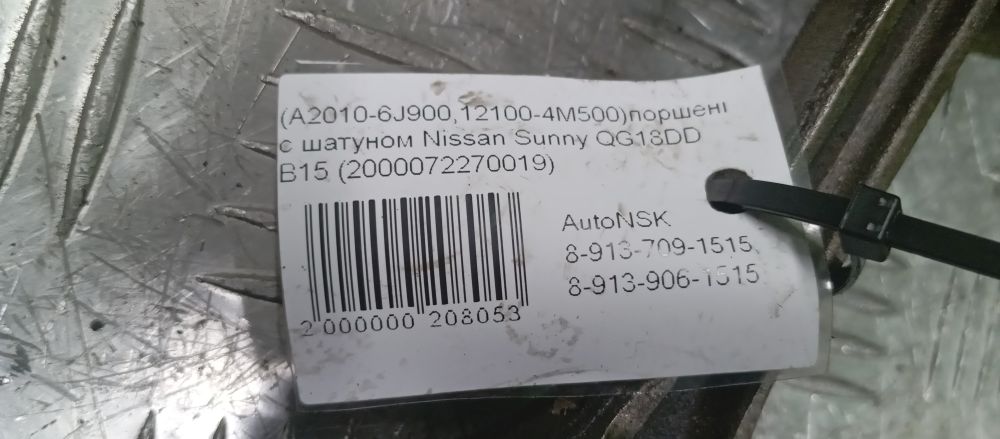 (A2010-6J900,12100-4M500)поршень
с шатуном Nissan Sunny QG18DD
B15 (2000072270019)
AutoNSK
8-913-709-1515,
8-913-906-1515
2 000000 208053